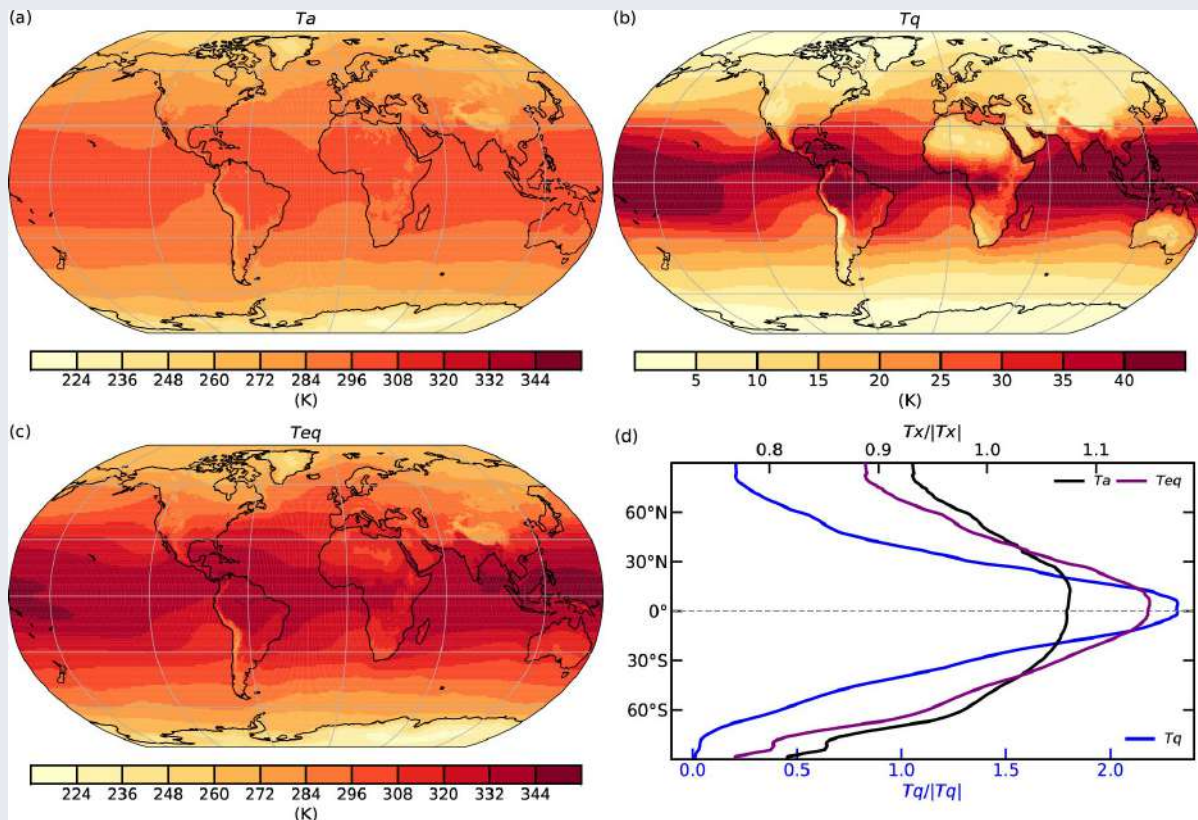 (a) Ta
224 236 248 260 272 284 296 308 320 332 344
(K)
(b) Tq
5 10 15 20 25 30 35 40
(K)
(c) Teq
224 236 248 260 272 284 296 308 320 332 344
(K)
(d) Tx/|Tx|
0.8 0.9 1.0 1.1
Ta Teq
60°N
30°N
0°
30°S
60°S
Tq
0.0 0.5 1.0 1.5 2.0
Tq/|Tq|